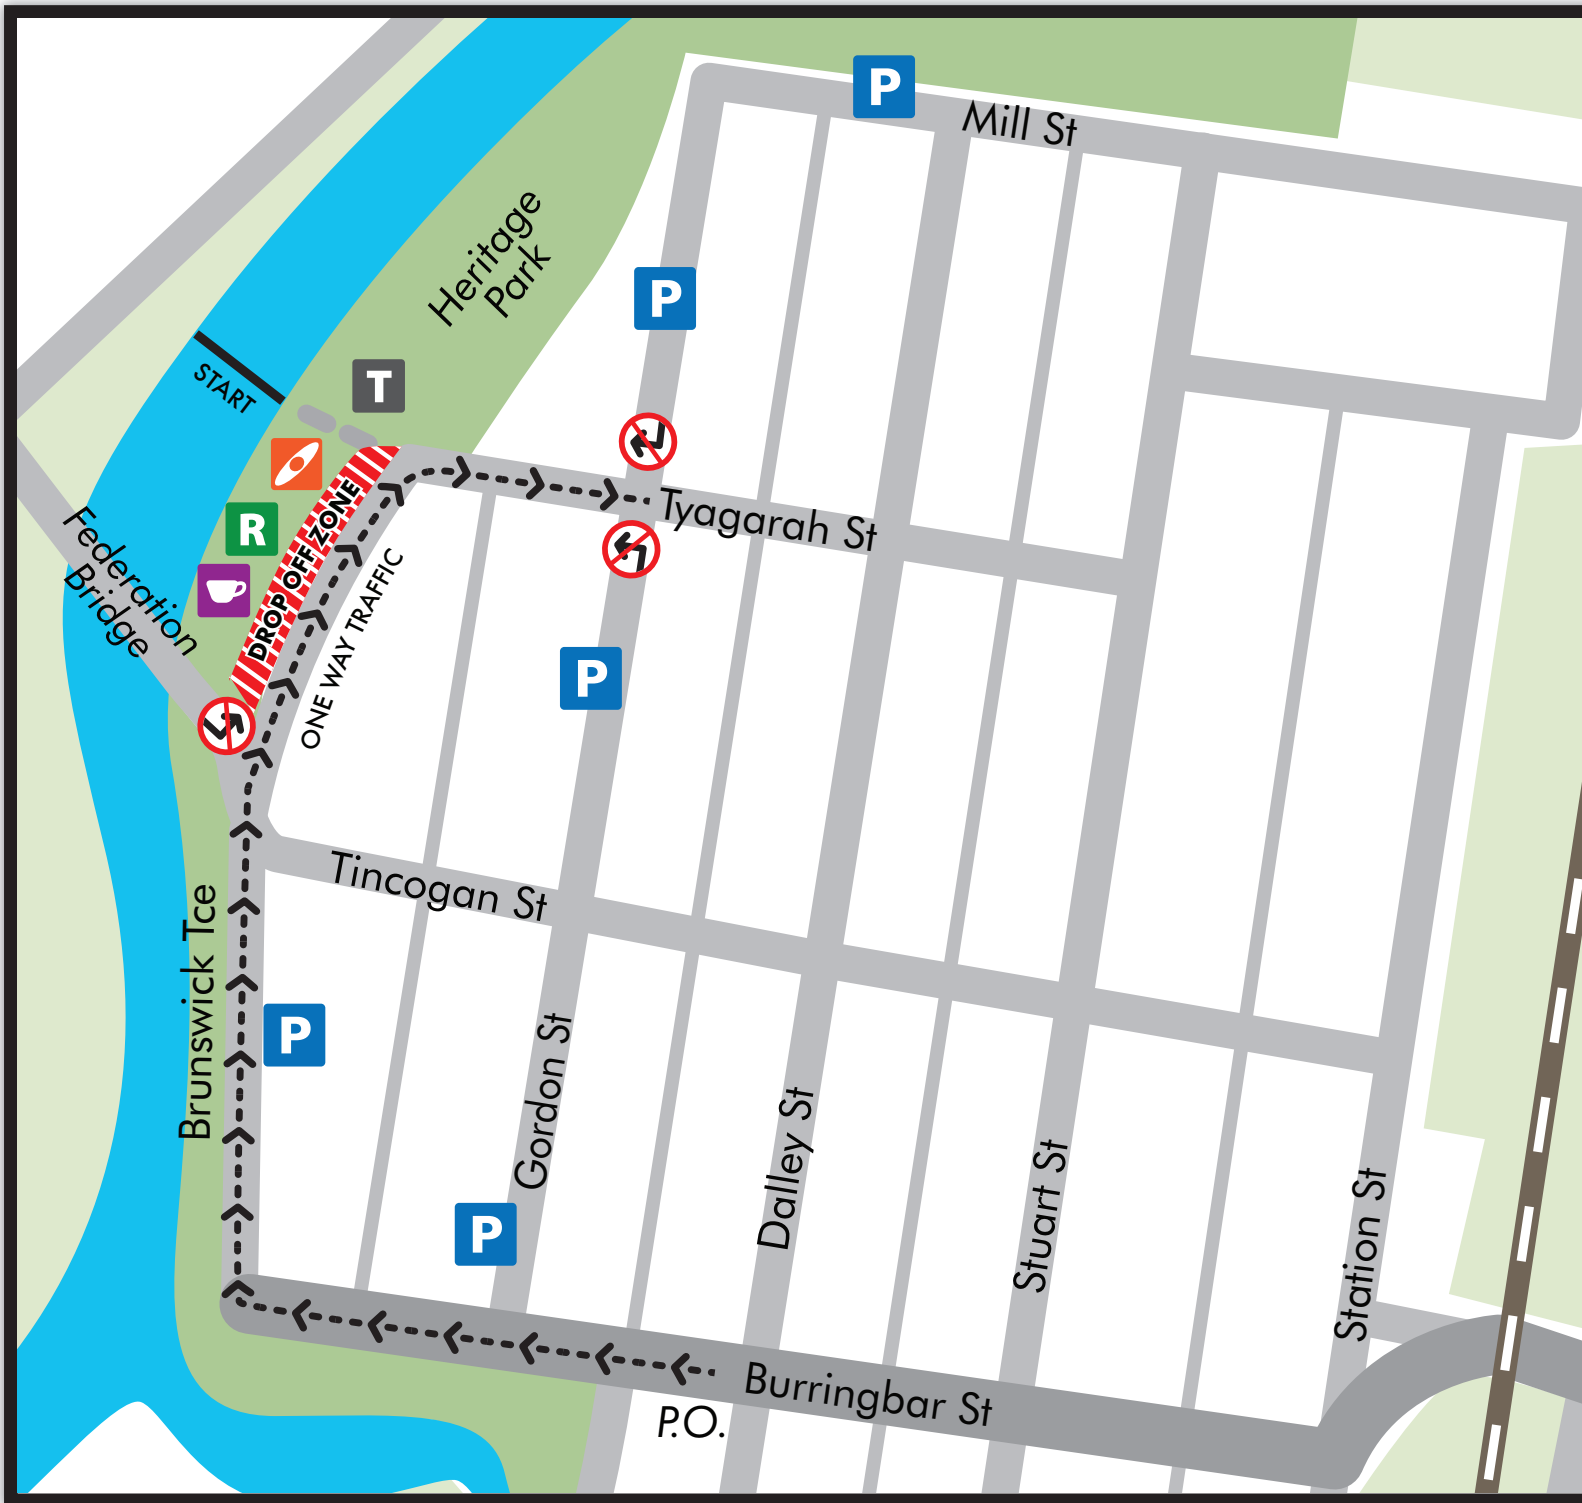 P
Mill St
Heritage
Park
P
START
T
Tyagarah St
R
DROP OFF ZONE
Federation
Bridge
ONE WAY TRAFFIC
P
Tincogan St
Brunswick Tce
P
Gordon St
Dalley St
Stuart St
Station St
P
Burringbar St
P.O.